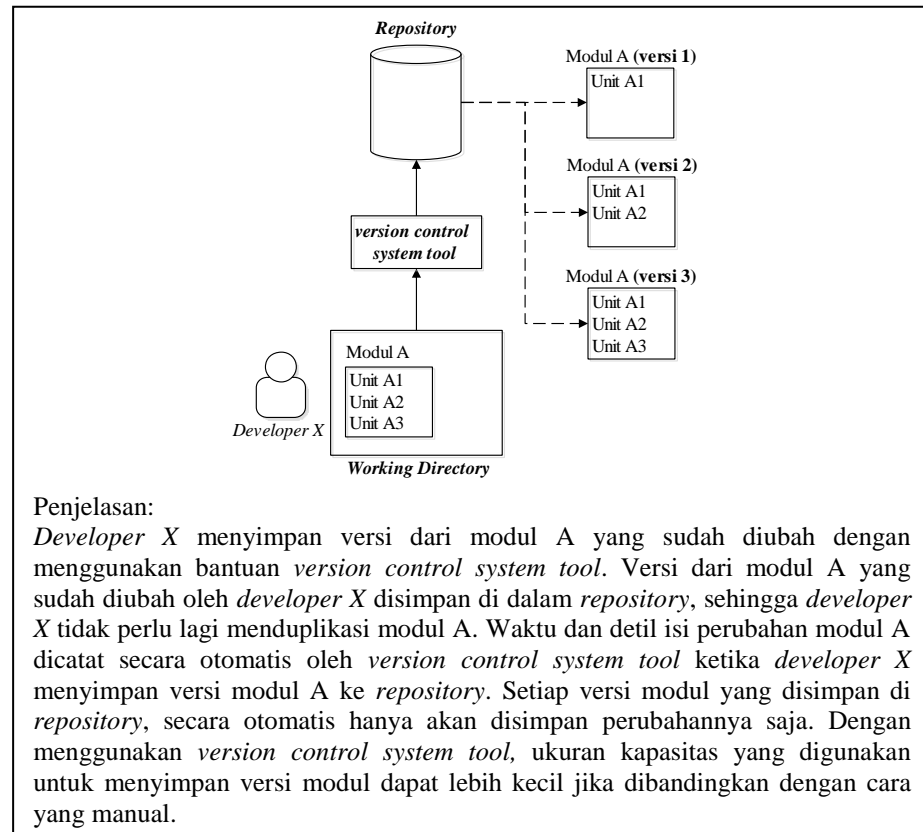 Repository
Modul A (versi 1)
Unit A1
Modul A (versi 2)
Unit A1
Unit A2
version control
system tool
Modul A (versi 3)
Unit A1
Unit A2
Unit A3
Modul A
Unit A1
Unit A2
Unit A3
Developer X
Working Directory
Penjelasan:
Developer X menyimpan versi dari modul A yang sudah diubah dengan
menggunakan bantuan version control system tool. Versi dari modul A yang
sudah diubah oleh developer X disimpan di dalam repository, sehingga developer
X tidak perlu lagi menduplikasi modul A. Waktu dan detil isi perubahan modul A
dicatat secara otomatis oleh version control system tool ketika developer X
menyimpan versi modul A ke repository. Setiap versi modul yang disimpan di
repository, secara otomatis hanya akan disimpan perubahannya saja. Dengan
menggunakan version control system tool, ukuran kapasitas yang digunakan
untuk menyimpan versi modul dapat lebih kecil jika dibandingkan dengan cara
yang manual.